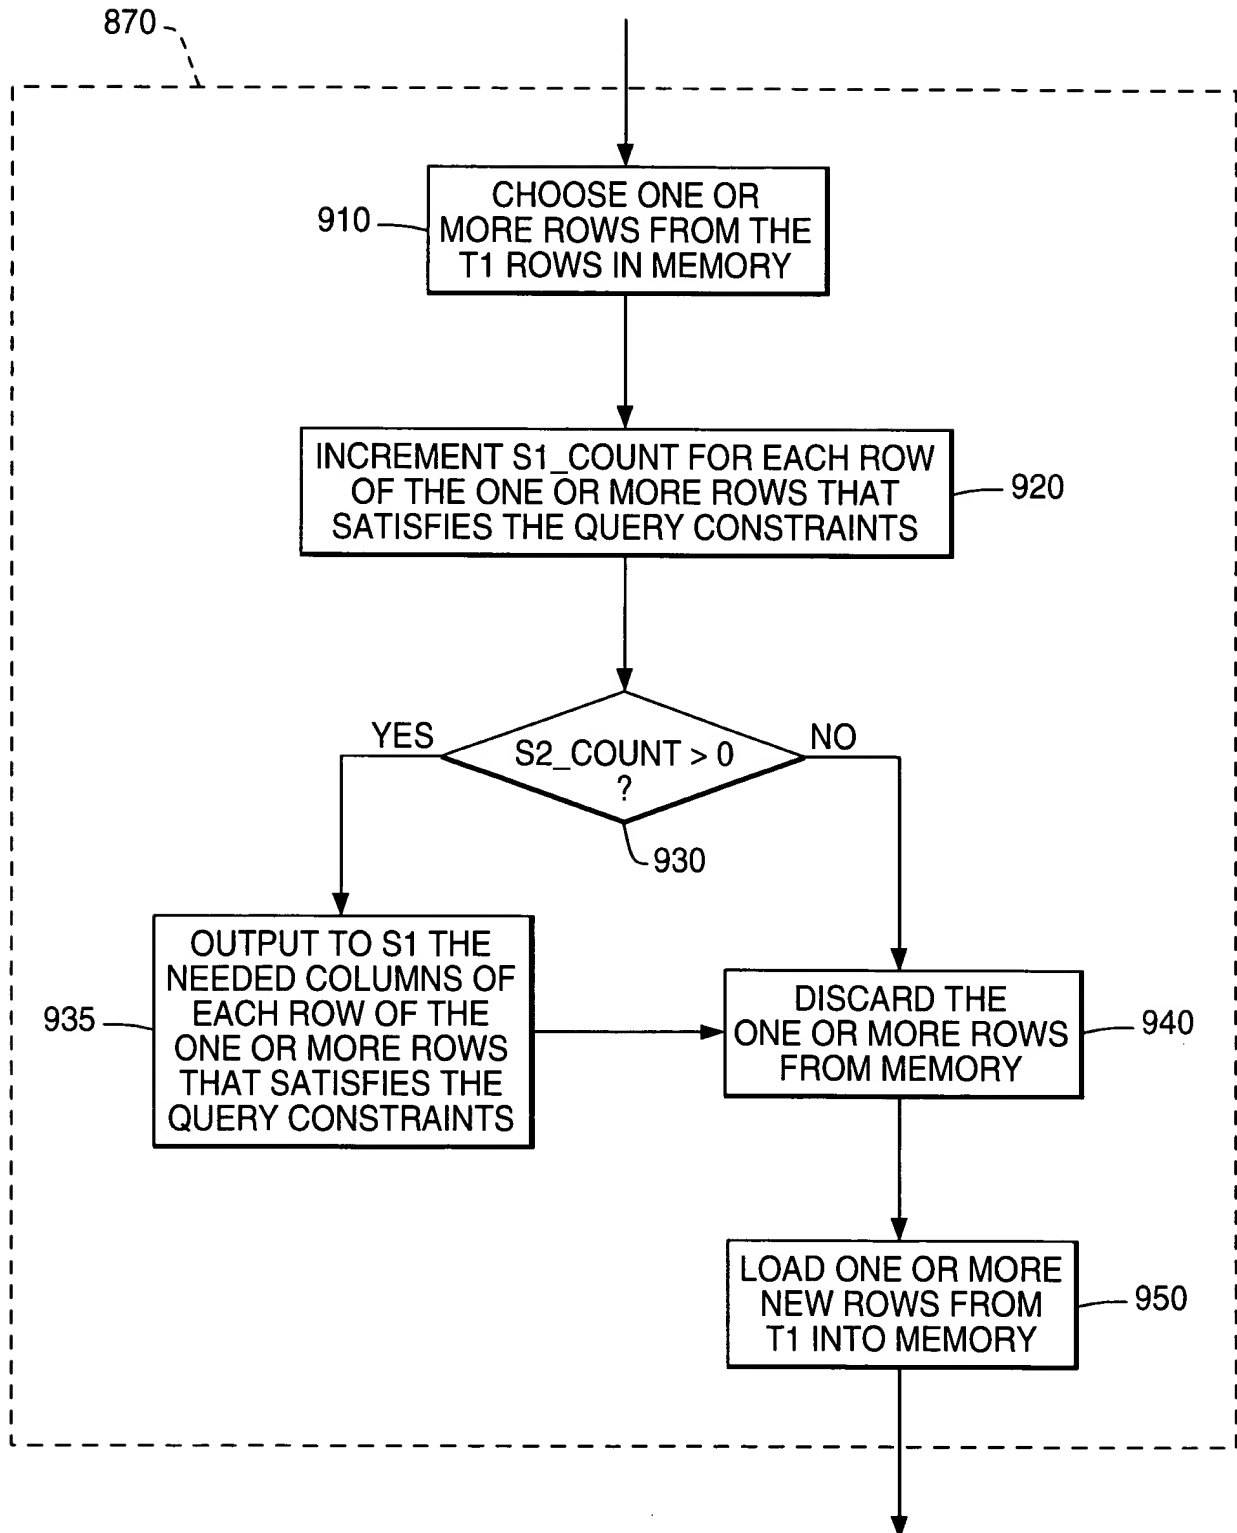 870
CHOOSE ONE OR
MORE ROWS FROM THE
T1 ROWS IN MEMORY
910
INCREMENT S1_COUNT FOR EACH ROW
OF THE ONE OR MORE ROWS THAT
SATISFIES THE QUERY CONSTRAINTS
920
YES
S2_COUNT > 0
?
NO
930
OUTPUT TO S1 THE
NEEDED COLUMNS OF
EACH ROW OF THE
ONE OR MORE ROWS
THAT SATISFIES THE
QUERY CONSTRAINTS
935
DISCARD THE
ONE OR MORE ROWS
FROM MEMORY
940
LOAD ONE OR MORE
NEW ROWS FROM
T1 INTO MEMORY
950